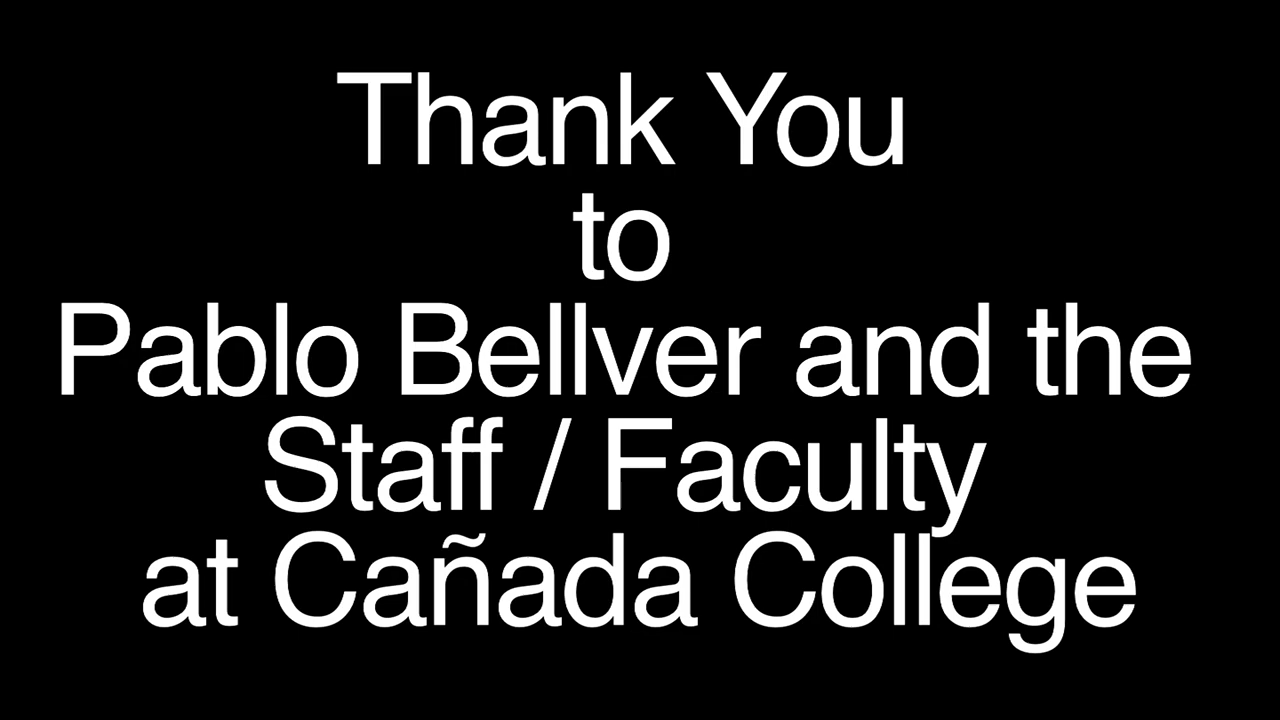 Thank You
to
Pablo Bellver and the
Staff / Faculty
at Cañada College